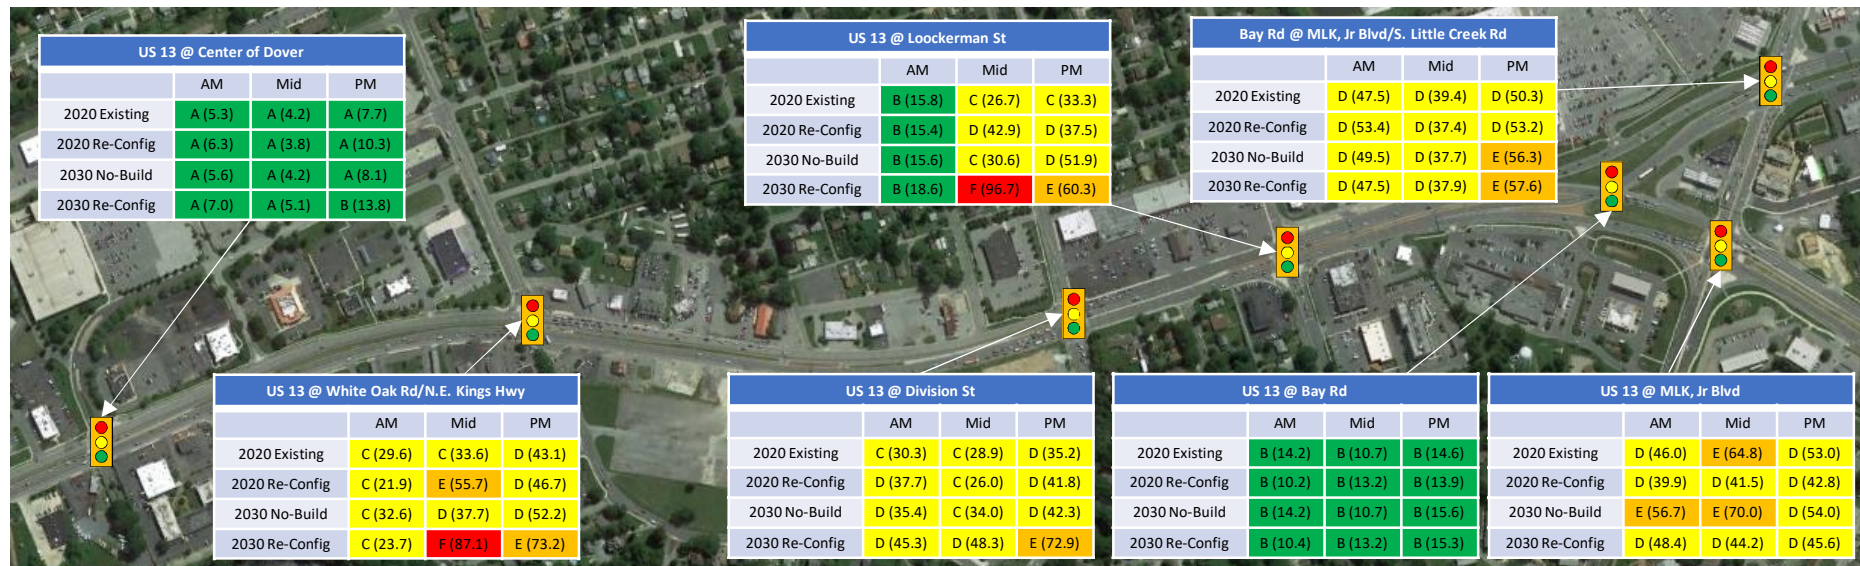 US 13 @ Center of Dover
AM Mid PM
2020 Existing A (5.3) A (4.2) A (7.7)
2020 Re-Config A (6.3) A (3.8) A (10.3)
2030 No-Build A (5.6) A (4.2) A (8.1)
2030 Re-Config A (7.0) A (5.1) B (13.8)
US 13 @ Loockerman St
AM Mid PM
2020 Existing B (15.8) C (26.7) C (33.3)
2020 Re-Config B (15.4) D (42.9) D (37.5)
2030 No-Build B (15.6) C (30.6) D (51.9)
2030 Re-Config B (18.6) F (96.7) E (60.3)
Bay Rd @ MLK, Jr Blvd/S. Little Creek Rd
AM Mid PM
2020 Existing D (47.5) D (39.4) D (50.3)
2020 Re-Config D (53.4) D (37.4) D (53.2)
2030 No-Build D (49.5) D (37.7) E (56.3)
2030 Re-Config D (47.5) D (37.9) E (57.6)
US 13 @ White Oak Rd/N.E. Kings Hwy
AM Mid PM
2020 Existing C (29.6) C (33.6) D (43.1)
2020 Re-Config C (21.9) E (55.7) D (46.7)
2030 No-Build C (32.6) D (37.7) D (52.2)
2030 Re-Config C (23.7) F (87.1) E (73.2)
US 13 @ Division St
AM Mid PM
2020 Existing C (30.3) C (28.9) D (35.2)
2020 Re-Config D (37.7) C (26.0) D (41.8)
2030 No-Build D (35.4) C (34.0) D (42.3)
2030 Re-Config D (45.3) D (48.3) E (72.9)
US 13 @ Bay Rd
AM Mid PM
2020 Existing B (14.2) B (10.7) B (14.6)
2020 Re-Config B (10.2) B (13.2) B (13.9)
2030 No-Build B (14.2) B (10.7) B (15.6)
2030 Re-Config B (10.4) B (13.2) B (15.3)
US 13 @ MLK, Jr Blvd
AM Mid PM
2020 Existing D (46.0) E (64.8) D (53.0)
2020 Re-Config D (39.9) D (41.5) D (42.8)
2030 No-Build E (56.7) E (70.0) D (54.0)
2030 Re-Config D (48.4) D (44.2) D (45.6)